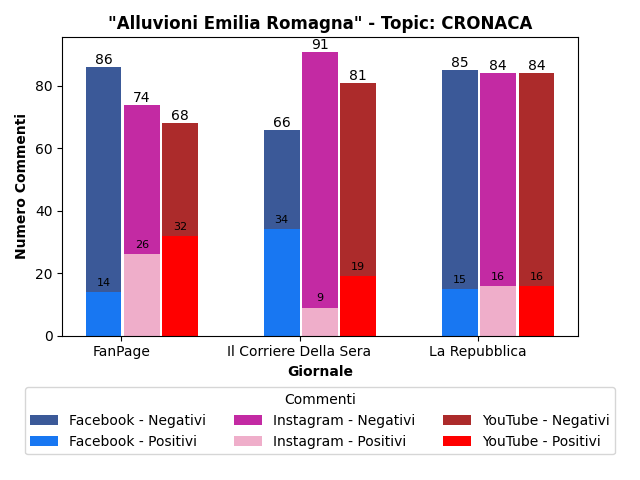 "Alluvioni Emilia Romagna" - Topic: CRONACA
86 74 68 66 91 81 85 84 84
14 26 32 34 9 19 15 16 16
Numero Commenti
80
60
40
20
0
FanPage Il Corriere Della Sera La Repubblica
Giornale
Commenti
Facebook - Negativi Instagram - Negativi YouTube - Negativi
Facebook - Positivi Instagram - Positivi YouTube - Positivi